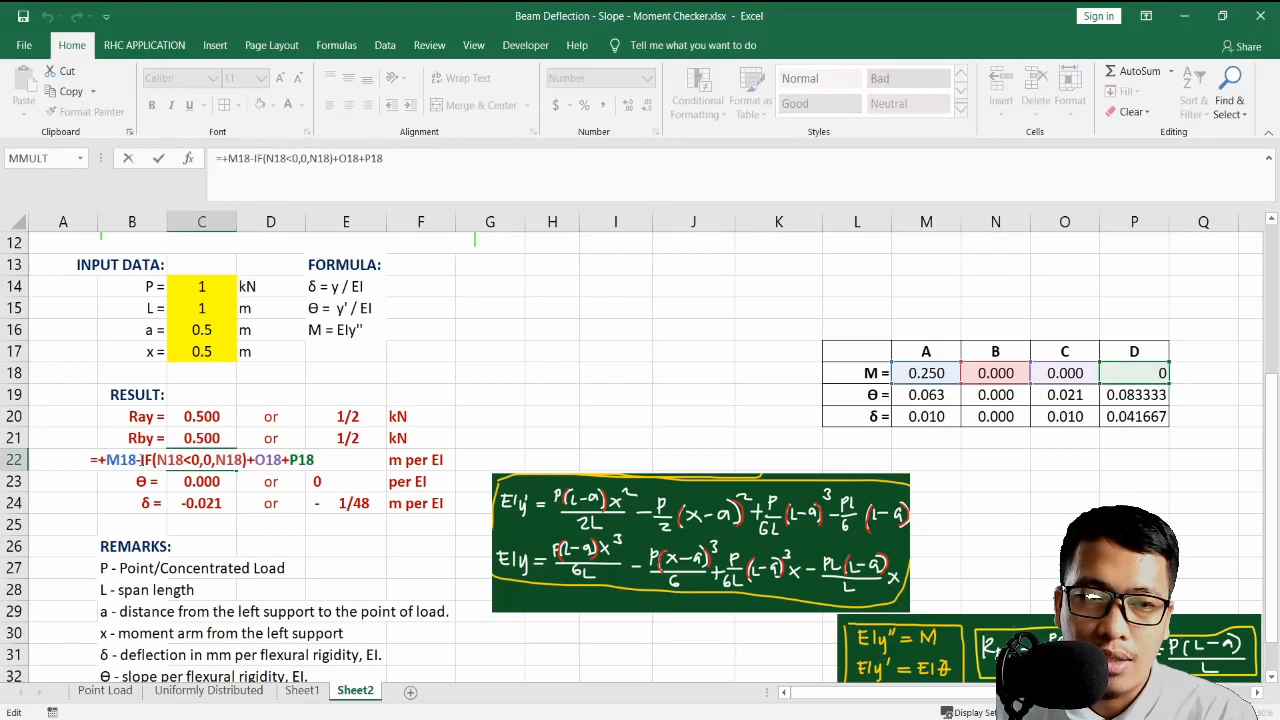 Beam Deflection - Slope - Moment Checker.xlsx - Excel
Sign in
File Home RHC APPLICATION Insert Page Layout Formulas Data Review View Developer Help Tell me what you want to do
Share
Paste
Cut
Copy
Format Painter
Clipboard
Calibri 11
B I U
Font
Wrap Text
Merge & Center
Alignment
Number
$ % ,
Number
Conditional Formatting
Format as Table
Normal Bad
Good Neutral
Styles
Insert Delete Format
Cells
AutoSum
Fill
Clear
Sort & Filter
Find & Select
Editing
MMULT fx =+M18-IF(N18<0,0,N18)+O18+P18
A B C D E F G H I J K L M N O P Q
12
13 INPUT DATA: FORMULA:
14 P = 1 kN δ = y / EI
15 L = 1 m Ө = y' / EI
16 a = 0.5 m M = EIy"
17 x = 0.5 m A B C D
18 M = 0.250 0.000 0.000 0
19 RESULT: Ө = 0.063 0.000 0.021 0.083333
20 Ray = 0.500 or 1/2 kN δ = 0.010 0.000 0.010 0.041667
21 Rby = 0.500 or 1/2 kN
22 =+M18-IF(N18<0,0,N18)+O18+P18 m per EI
23 Ө = 0.000 or 0 per EI
24 δ = -0.021 or - 1/48 m per EI
25
26 REMARKS:
27 P - Point/Concentrated Load
28 L - span length
29 a - distance from the left support to the point of load.
30 x - moment arm from the left support
31 δ - deflection in mm per flexural rigidity, EI.
32 Ө - slope per flexural rigidity, EI.
EIy' = P(L-a)x²/2L - P/2 (x-a)² + P/6L (L-a)³ - PL/6 (L-a)
EIy = P(L-a)x³/6L - P(x-a)³/6 + P/6L (L-a)³x - PL(L-a)/L x
EIy" = M
EIy' = EIƟ
P(L-a)/L
Point Load Uniformly Distributed Sheet1 Sheet2
Edit